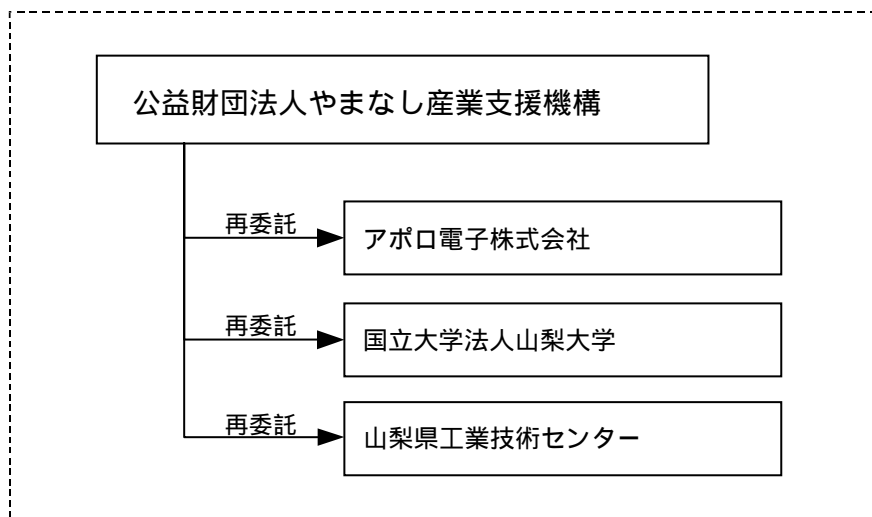 公益財団法人やまなし産業支援機構
再委託
アポロ電子株式会社
再委託
国立大学法人山梨大学
再委託
山梨県工業技術センター